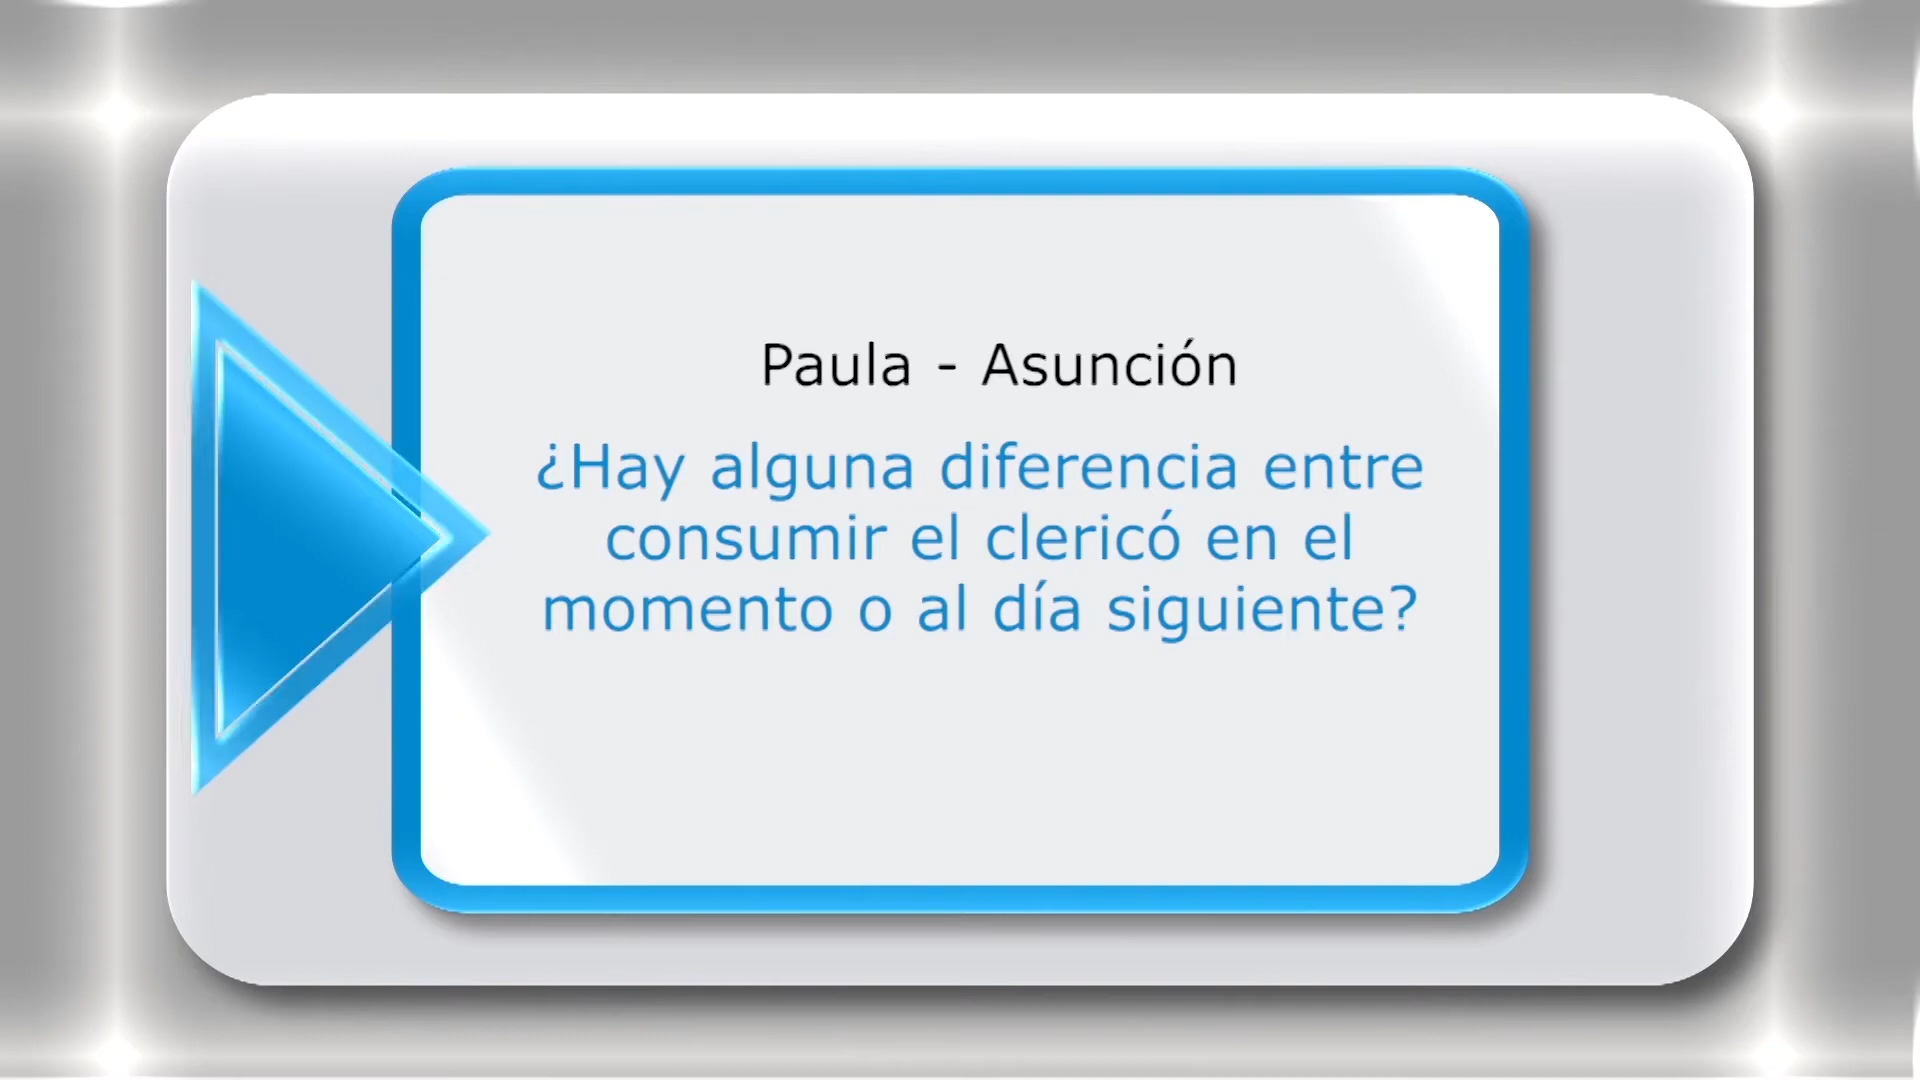 Paula - Asunción
¿Hay alguna diferencia entre
consumir el clericó en el
momento o al día siguiente?